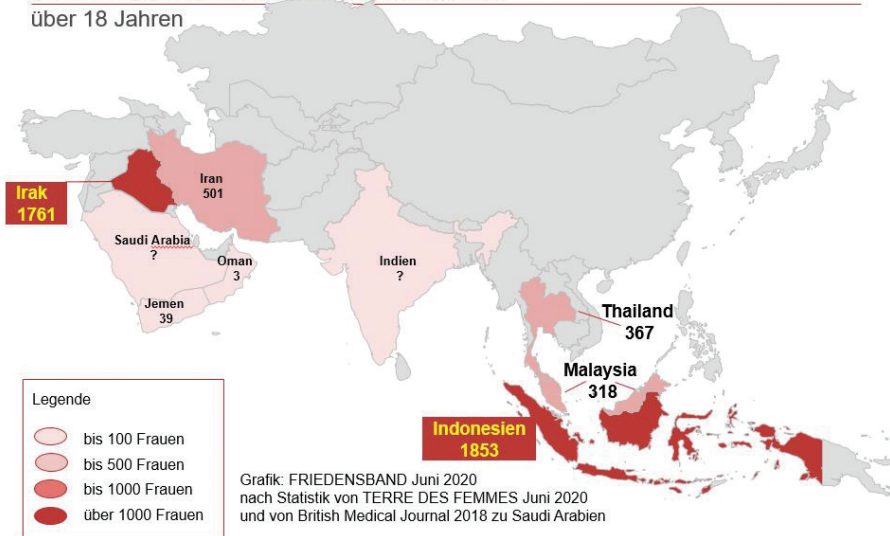 über 18 Jahren
Irak
1761
Iran
501
Saudi Arabia
?
Oman
3
Jemen
39
Indien
?
Thailand
367
Malaysia
318
Indonesien
1853
Legende
bis 100 Frauen
bis 500 Frauen
bis 1000 Frauen
über 1000 Frauen
Grafik: FRIEDENSBAND Juni 2020
nach Statistik von TERRE DES FEMMES Juni 2020
und von British Medical Journal 2018 zu Saudi Arabien